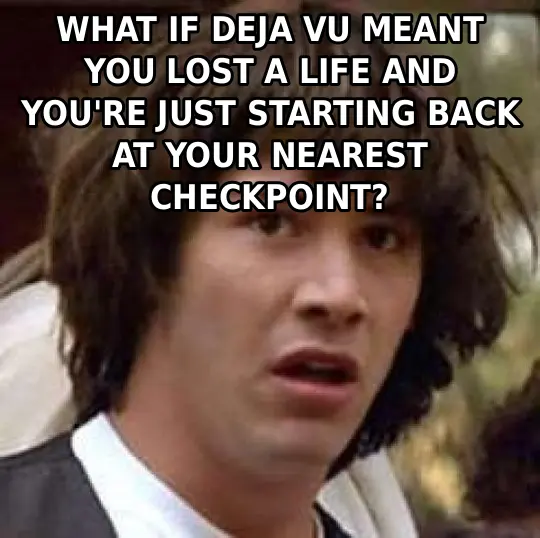 WHAT IF DEJA VU MEANT
YOU LOST A LIFE AND
YOU'RE JUST STARTING BACK
AT YOUR NEAREST
CHECKPOINT?